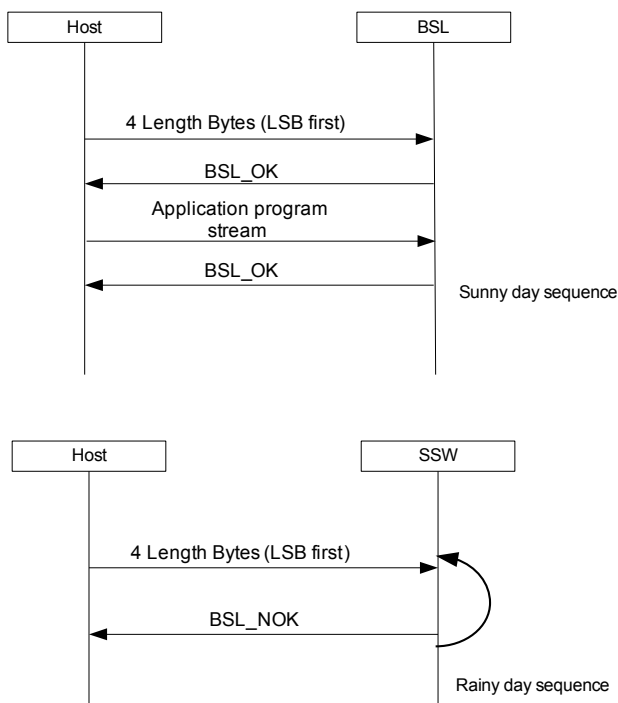 Host BSL
4 Length Bytes (LSB first)
BSL_OK
Application program
stream
BSL_OK
Sunny day sequence
Host SSW
4 Length Bytes (LSB first)
BSL_NOK
Rainy day sequence